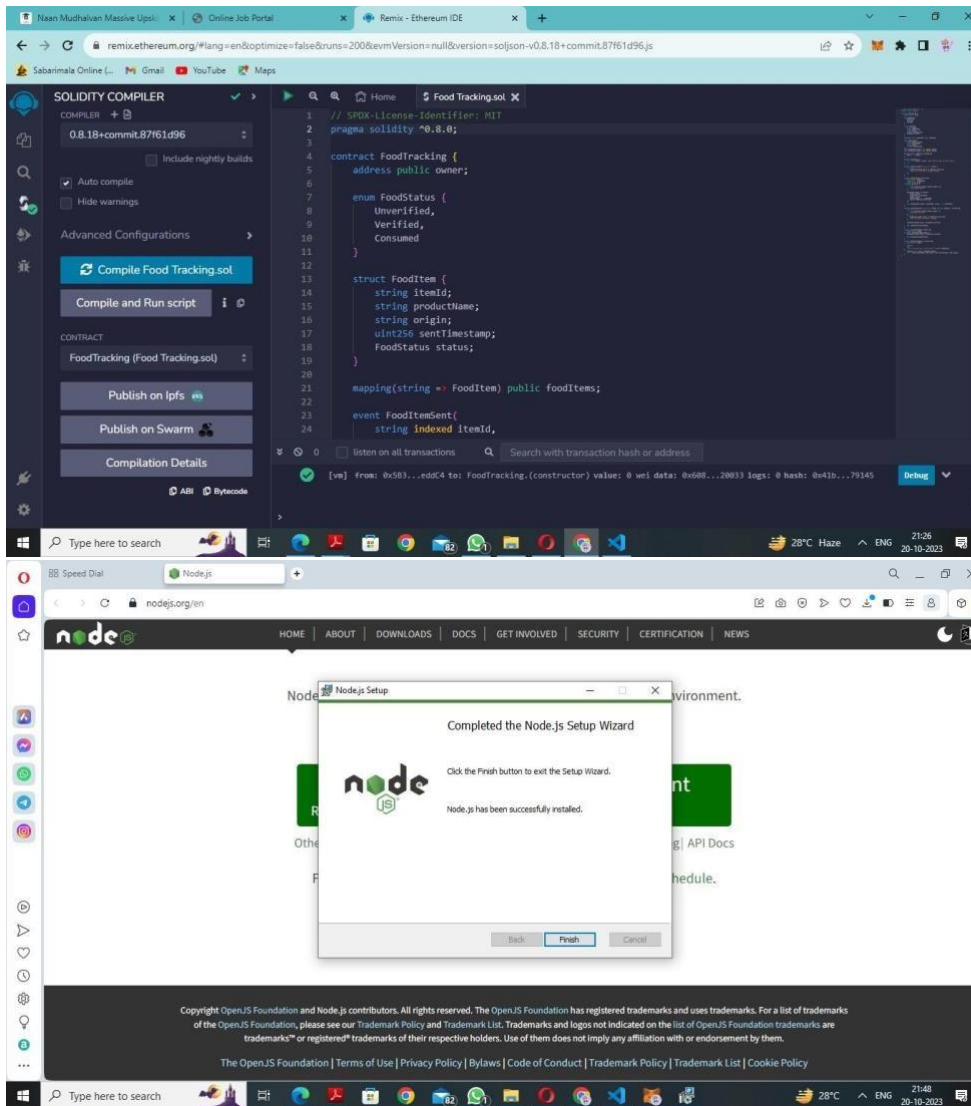 Naan Mudhalvan Massive Upski
Online Job Portal
Remix - Ethereum IDE
remix.ethereum.org/#lang=en&optimize=false&runs=200&evmVersion=null&version=soljson-v0.8.18+commit.87f61d96.js
Sabarimala Online (...
Gmail
YouTube
Maps
SOLIDITY COMPILER
COMPILER
0.8.18+commit.87f61d96
Include nightly builds
Auto compile
Hide warnings
Advanced Configurations
Compile Food Tracking.sol
Compile and Run script
CONTRACT
FoodTracking (Food Tracking.sol)
Publish on Ipfs
Publish on Swarm
Compilation Details
ABI Bytecode
Home
Food Tracking.sol
1 // SPDX-License-Identifier: MIT
2 pragma solidity ^0.8.0;
3
4 contract FoodTracking {
5 address public owner;
6
7 enum FoodStatus {
8 Unverified,
9 Verified,
10 Consumed
11 }
12
13 struct FoodItem {
14 string itemId;
15 string productName;
16 string origin;
17 uint256 sentTimestamp;
18 FoodStatus status;
19 }
20
21 mapping(string => FoodItem) public foodItems;
22
23 event FoodItemSent(
24 string indexed itemId,
0 listen on all transactions Search with transaction hash or address
[vm] from: 0x5B3...eddC4 to: FoodTracking.(constructor) value: 0 wei data: 0x608...20033 logs: 0 hash: 0x41b...79145 Debug
>
Type here to search
82
1
28°C Haze
ENG
21:26
20-10-2023
Speed Dial
Node.js
nodejs.org/en
node JS
HOME | ABOUT | DOWNLOADS | DOCS | GET INVOLVED | SECURITY | CERTIFICATION | NEWS
Node
vironment.
Node.js Setup
Completed the Node.js Setup Wizard
Click the Finish button to exit the Setup Wizard.
node JS
Node.js has been successfully installed.
nt
R
Othe
g | API Docs
F
hedule.
Back Finish Cancel
Copyright OpenJS Foundation and Node.js contributors. All rights reserved. The OpenJS Foundation has registered trademarks and uses trademarks. For a list of trademarks
of the OpenJS Foundation, please see our Trademark Policy and Trademark List. Trademarks and logos not indicated on the list of OpenJS Foundation trademarks are
trademarks™ or registered® trademarks of their respective holders. Use of them does not imply any affiliation with or endorsement by them.
The OpenJS Foundation | Terms of Use | Privacy Policy | Bylaws | Code of Conduct | Trademark Policy | Trademark List | Cookie Policy
Type here to search
82
1
28°C
ENG
21:48
20-10-2023